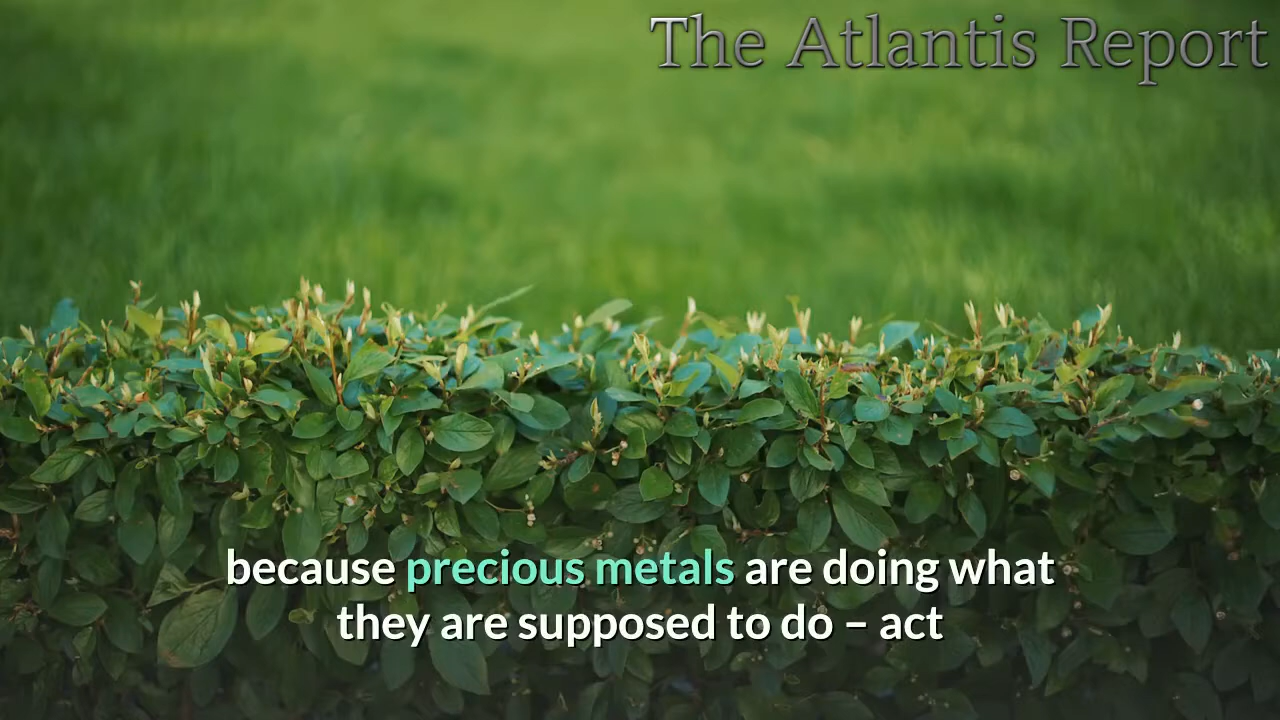 The Atlantis Report
because precious metals are doing what
they are supposed to do – act